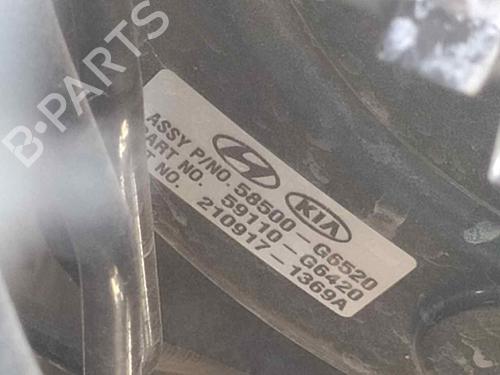 B-PARTS
KIA
ASSY P/NO. 58500-G6520
PART NO. 59110-G6420
T NO. 210917-1369A